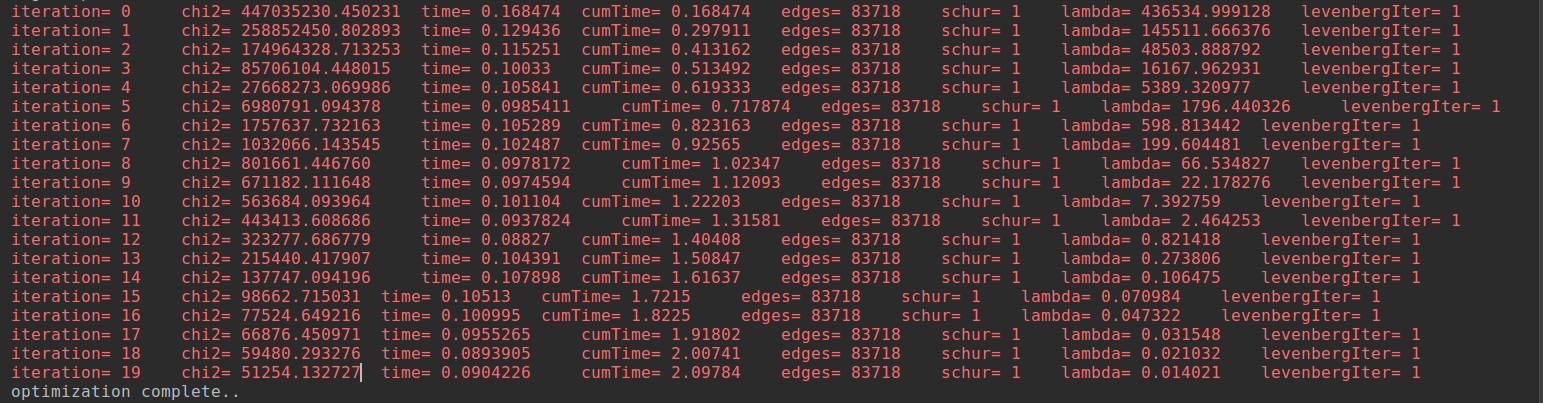 iteration= 0 chi2= 447035230.450231 time= 0.168474 cumTime= 0.168474 edges= 83718 schur= 1 lambda= 436534.999128 levenbergIter= 1
iteration= 1 chi2= 258852450.802893 time= 0.129436 cumTime= 0.297911 edges= 83718 schur= 1 lambda= 145511.666376 levenbergIter= 1
iteration= 2 chi2= 174964328.713253 time= 0.115251 cumTime= 0.413162 edges= 83718 schur= 1 lambda= 48503.888792 levenbergIter= 1
iteration= 3 chi2= 85706104.448015 time= 0.10033 cumTime= 0.513492 edges= 83718 schur= 1 lambda= 16167.962931 levenbergIter= 1
iteration= 4 chi2= 27668273.069986 time= 0.105841 cumTime= 0.619333 edges= 83718 schur= 1 lambda= 5389.320977 levenbergIter= 1
iteration= 5 chi2= 6980791.094378 time= 0.0985411 cumTime= 0.717874 edges= 83718 schur= 1 lambda= 1796.440326 levenbergIter= 1
iteration= 6 chi2= 1757637.732163 time= 0.105289 cumTime= 0.823163 edges= 83718 schur= 1 lambda= 598.813442 levenbergIter= 1
iteration= 7 chi2= 1032066.143545 time= 0.102487 cumTime= 0.92565 edges= 83718 schur= 1 lambda= 199.604481 levenbergIter= 1
iteration= 8 chi2= 801661.446760 time= 0.0978172 cumTime= 1.02347 edges= 83718 schur= 1 lambda= 66.534827 levenbergIter= 1
iteration= 9 chi2= 671182.111648 time= 0.0974594 cumTime= 1.12093 edges= 83718 schur= 1 lambda= 22.178276 levenbergIter= 1
iteration= 10 chi2= 563684.093964 time= 0.101104 cumTime= 1.22203 edges= 83718 schur= 1 lambda= 7.392759 levenbergIter= 1
iteration= 11 chi2= 443413.608686 time= 0.0937824 cumTime= 1.31581 edges= 83718 schur= 1 lambda= 2.464253 levenbergIter= 1
iteration= 12 chi2= 323277.686779 time= 0.08827 cumTime= 1.40408 edges= 83718 schur= 1 lambda= 0.821418 levenbergIter= 1
iteration= 13 chi2= 215440.417907 time= 0.104391 cumTime= 1.50847 edges= 83718 schur= 1 lambda= 0.273806 levenbergIter= 1
iteration= 14 chi2= 137747.094196 time= 0.107898 cumTime= 1.61637 edges= 83718 schur= 1 lambda= 0.106475 levenbergIter= 1
iteration= 15 chi2= 98662.715031 time= 0.10513 cumTime= 1.7215 edges= 83718 schur= 1 lambda= 0.070984 levenbergIter= 1
iteration= 16 chi2= 77524.649216 time= 0.100995 cumTime= 1.8225 edges= 83718 schur= 1 lambda= 0.047322 levenbergIter= 1
iteration= 17 chi2= 66876.450971 time= 0.0955265 cumTime= 1.91802 edges= 83718 schur= 1 lambda= 0.031548 levenbergIter= 1
iteration= 18 chi2= 59480.293276 time= 0.0893905 cumTime= 2.00741 edges= 83718 schur= 1 lambda= 0.021032 levenbergIter= 1
iteration= 19 chi2= 51254.132727 time= 0.0904226 cumTime= 2.09784 edges= 83718 schur= 1 lambda= 0.014021 levenbergIter= 1
optimization complete..